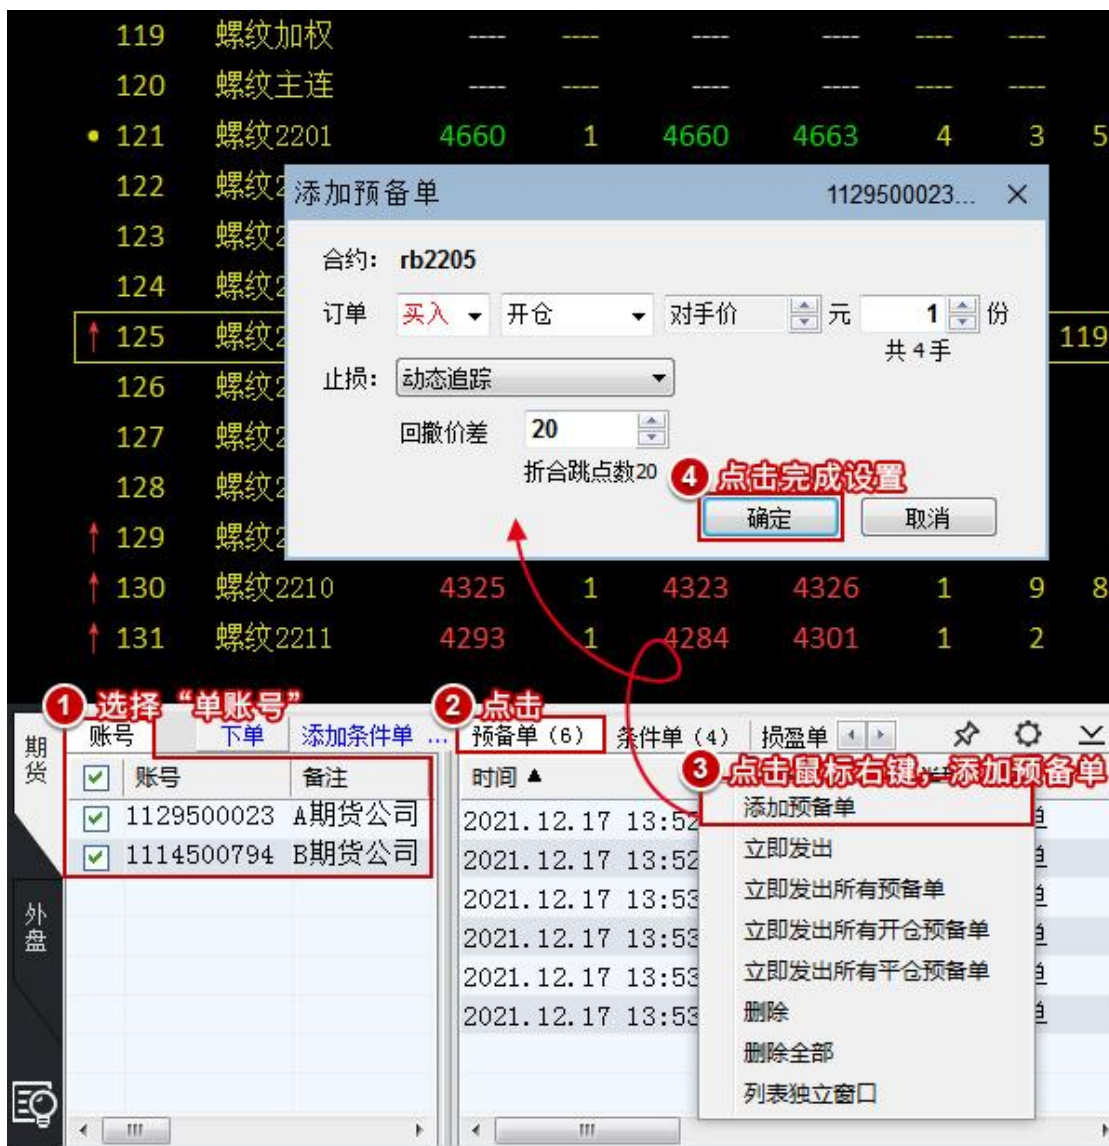 119 螺纹加权 ---- ---- ---- ---- ---- ----
120 螺纹主连 ---- ---- ---- ---- ---- ----
121 螺纹2201 4660 1 4660 4663 4 3 5
122 螺纹2
添加预备单 1129500023...
123 螺纹2
合约: rb2205
124 螺纹2
订单 买入 开仓 对手价 元 1 份
125 螺纹2 119
共 4 手
126 螺纹2
止损: 动态追踪
127 螺纹2
回撤价差 20
折合跳点数20
128 螺纹2
4 点击完成设置
确定 取消
129 螺纹2
130 螺纹2210 4325 1 4323 4326 1 9 8
131 螺纹2211 4293 1 4284 4301 1 2
1 选择“单账号” 2 点击
期货
账号 下单 添加条件单 ... 预备单(6) 条件单(4) 损盈单
账号 备注 时间
3 点击鼠标右键,添加预备单
1129500023 A期货公司
1114500794 B期货公司
2021.12.17 13:52
2021.12.17 13:52
2021.12.17 13:53
2021.12.17 13:53
2021.12.17 13:53
2021.12.17 13:53
添加预备单
立即发出
立即发出所有预备单
立即发出所有开仓预备单
立即发出所有平仓预备单
删除
删除全部
列表独立窗口
外盘